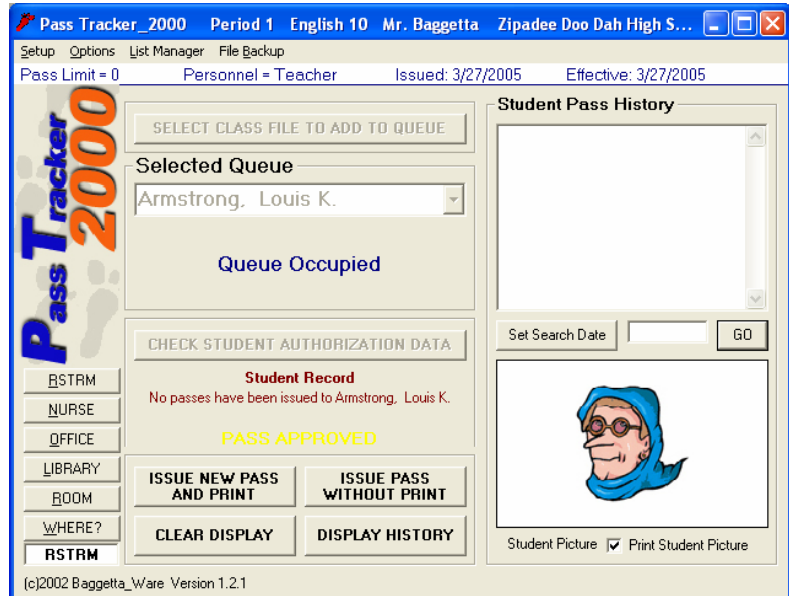 Pass Tracker_2000 Period 1 English 10 Mr. Baggetta Zipadee Doo Dah High S...
Setup Options List Manager File Backup
Pass Limit = 0 Personnel = Teacher Issued: 3/27/2005 Effective: 3/27/2005
Pass Tracker 2000
SELECT CLASS FILE TO ADD TO QUEUE
Selected Queue
Armstrong, Louis K.
Queue Occupied
CHECK STUDENT AUTHORIZATION DATA
Student Record
No passes have been issued to Armstrong, Louis K.
PASS APPROVED
RSTRM
NURSE
OFFICE
LIBRARY
ROOM
WHERE?
RSTRM
ISSUE NEW PASS
AND PRINT
ISSUE PASS
WITHOUT PRINT
CLEAR DISPLAY
DISPLAY HISTORY
Student Pass History
Set Search Date
GO
Student Picture
Print Student Picture
(c)2002 Baggetta_Ware Version 1.2.1